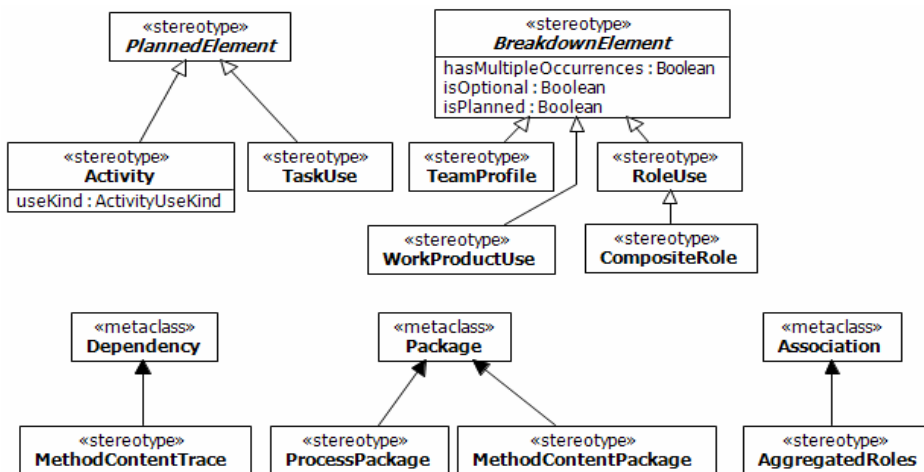 «stereotype»
PlannedElement
«stereotype»
BreakdownElement
hasMultipleOccurrences : Boolean
isOptional : Boolean
isPlanned : Boolean
«stereotype»
Activity
useKind : ActivityUseKind
«stereotype»
TaskUse
«stereotype»
TeamProfile
«stereotype»
RoleUse
«stereotype»
WorkProductUse
«stereotype»
CompositeRole
«metaclass»
Dependency
«metaclass»
Package
«metaclass»
Association
«stereotype»
MethodContentTrace
«stereotype»
ProcessPackage
«stereotype»
MethodContentPackage
«stereotype»
AggregatedRoles